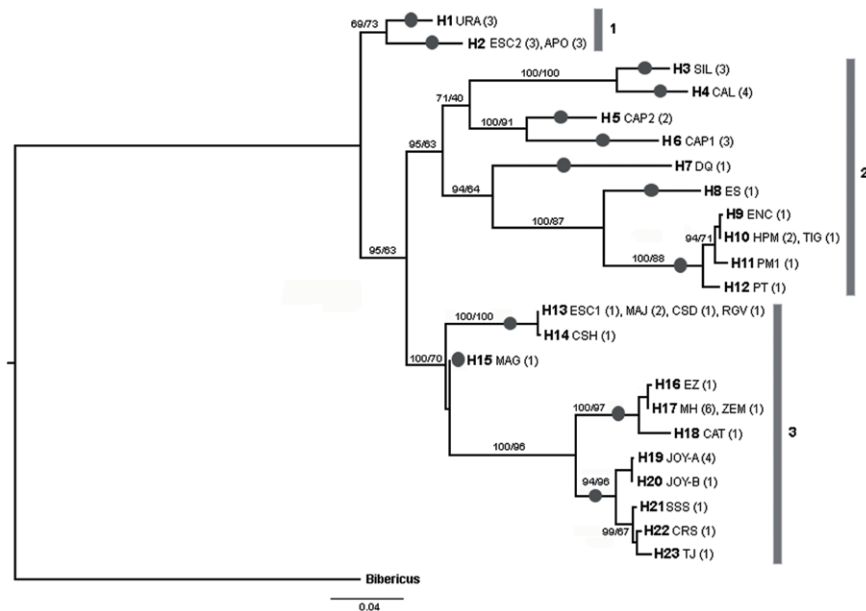 69/73
H1 URA (3)
H2 ESC2 (3), APO (3)
1
100/100
H3 SIL (3)
H4 CAL (4)
71/40
100/91
H5 CAP2 (2)
H6 CAP1 (3)
95/63
H7 DQ (1)
2
94/64
H8 ES (1)
100/87
H9 ENC (1)
94/71
H10 HPM (2), TIG (1)
95/63
100/88
H11 PM1 (1)
H12 PT (1)
100/100
H13 ESC1 (1), MAJ (2), CSD (1), RGV (1)
H14 CSH (1)
100/70
H15 MAG (1)
H16 EZ (1)
100/97
H17 MH (6), ZEM (1)
H18 CAT (1)
3
100/96
H19 JOY-A (4)
94/96
H20 JOY-B (1)
H21 SSS (1)
99/67
H22 CRS (1)
H23 TJ (1)
Bibericus
0.04